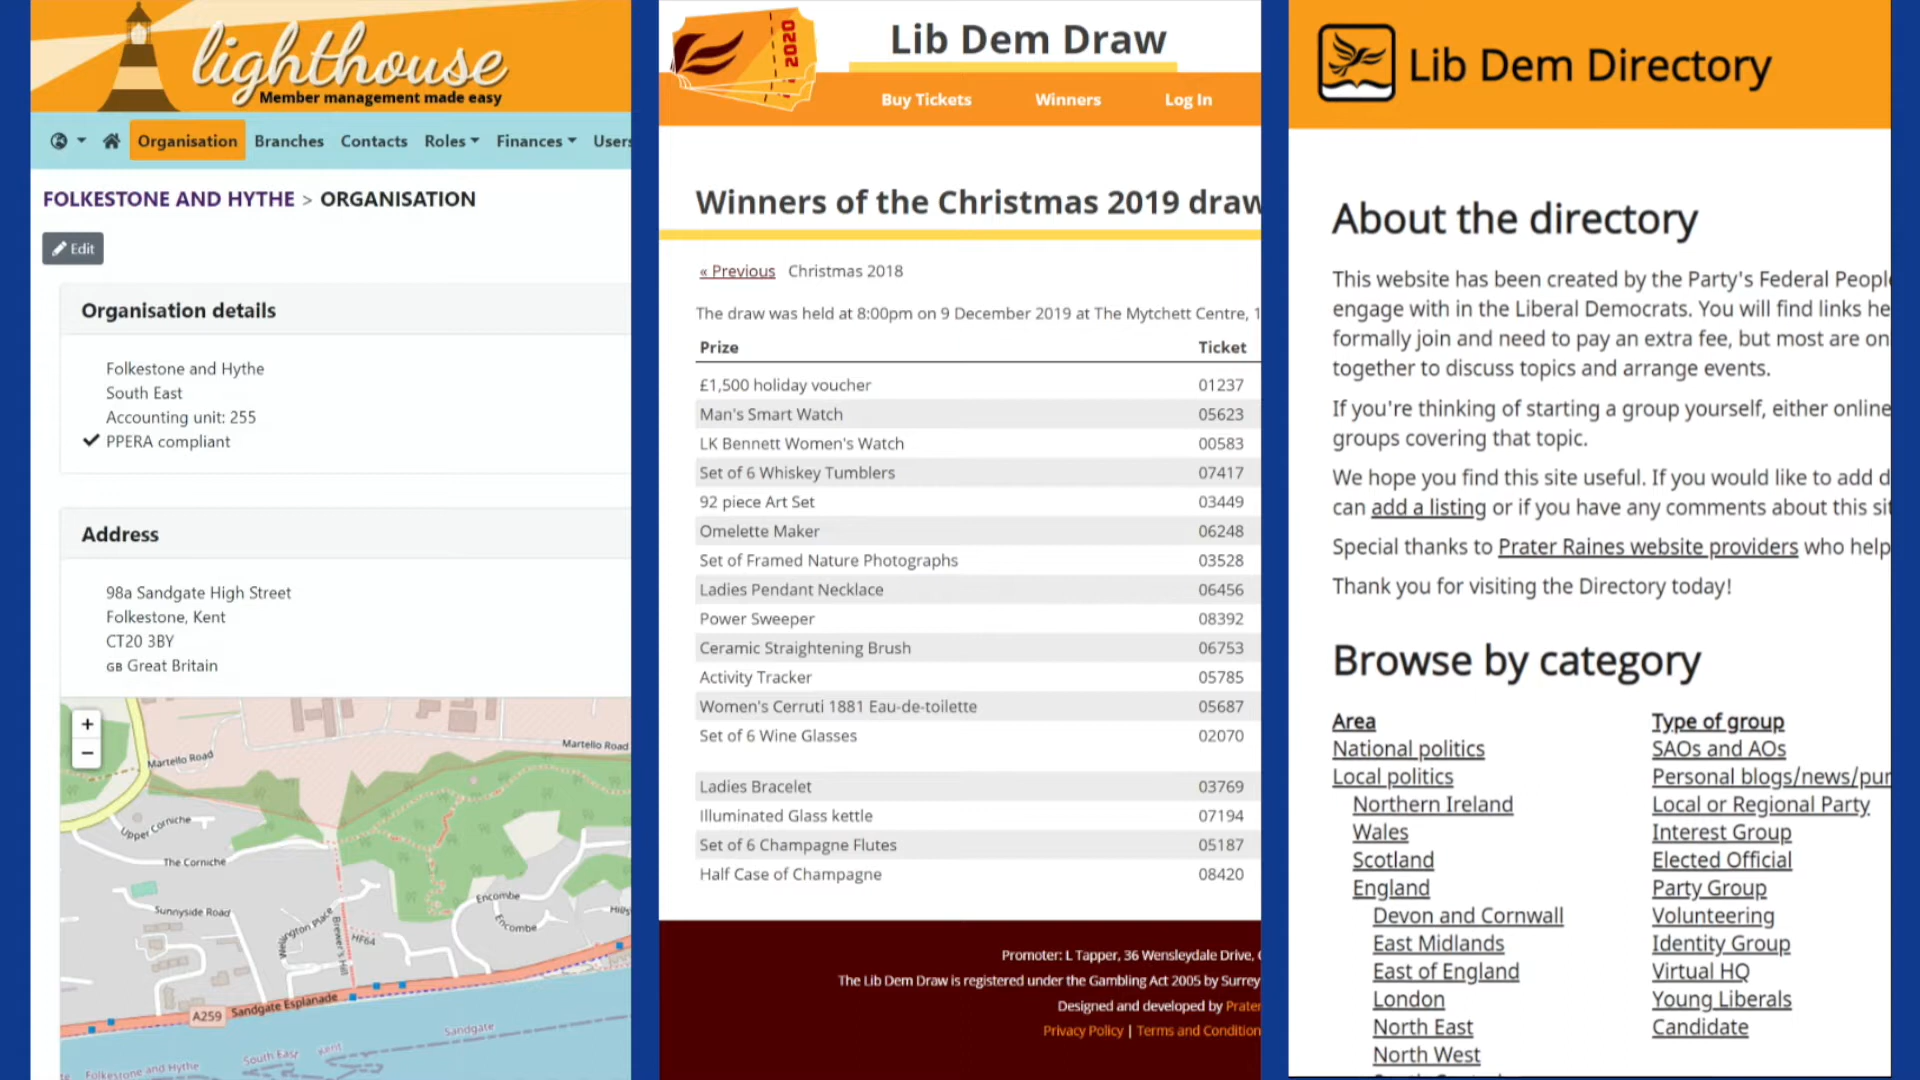 lighthouse
Member management made easy
Organisation Branches Contacts Roles Finances Users
FOLKESTONE AND HYTHE > ORGANISATION
Edit
Organisation details
Folkestone and Hythe
South East
Accounting unit: 255
PPERA compliant
Address
98a Sandgate High Street
Folkestone, Kent
CT20 3BY
GB Great Britain
+
−
Martello Road
Martello Road
Upper Corniche
The Corniche
Sunnyside Road
Wellington Place
Brewer's Hill
HF64
Encombe
Encombe
A259
Sandgate Esplanade
Sandgate
South East
Kent
Folkestone and Hythe
2020
Lib Dem Draw
Buy Tickets Winners Log In
Winners of the Christmas 2019 draw
« Previous Christmas 2018
The draw was held at 8:00pm on 9 December 2019 at The Mytchett Centre, 1
Prize Ticket
£1,500 holiday voucher 01237
Man's Smart Watch 05623
LK Bennett Women's Watch 00583
Set of 6 Whiskey Tumblers 07417
92 piece Art Set 03449
Omelette Maker 06248
Set of Framed Nature Photographs 03528
Ladies Pendant Necklace 06456
Power Sweeper 08392
Ceramic Straightening Brush 06753
Activity Tracker 05785
Women's Cerruti 1881 Eau-de-toilette 05687
Set of 6 Wine Glasses 02070
Ladies Bracelet 03769
Illuminated Glass kettle 07194
Set of 6 Champagne Flutes 05187
Half Case of Champagne 08420
Promoter: L Tapper, 36 Wensleydale Drive,
The Lib Dem Draw is registered under the Gambling Act 2005 by Surrey
Designed and developed by Prater
Privacy Policy | Terms and Condition
Lib Dem Directory
About the directory
This website has been created by the Party's Federal Peopl
engage with in the Liberal Democrats. You will find links he
formally join and need to pay an extra fee, but most are on
together to discuss topics and arrange events.
If you're thinking of starting a group yourself, either online
groups covering that topic.
We hope you find this site useful. If you would like to add d
can add a listing or if you have any comments about this sit
Special thanks to Prater Raines website providers who help
Thank you for visiting the Directory today!
Browse by category
Area
National politics
Local politics
Northern Ireland
Wales
Scotland
England
Devon and Cornwall
East Midlands
East of England
London
North East
North West
Type of group
SAOs and AOs
Personal blogs/news/pur
Local or Regional Party
Interest Group
Elected Official
Party Group
Volunteering
Identity Group
Virtual HQ
Young Liberals
Candidate